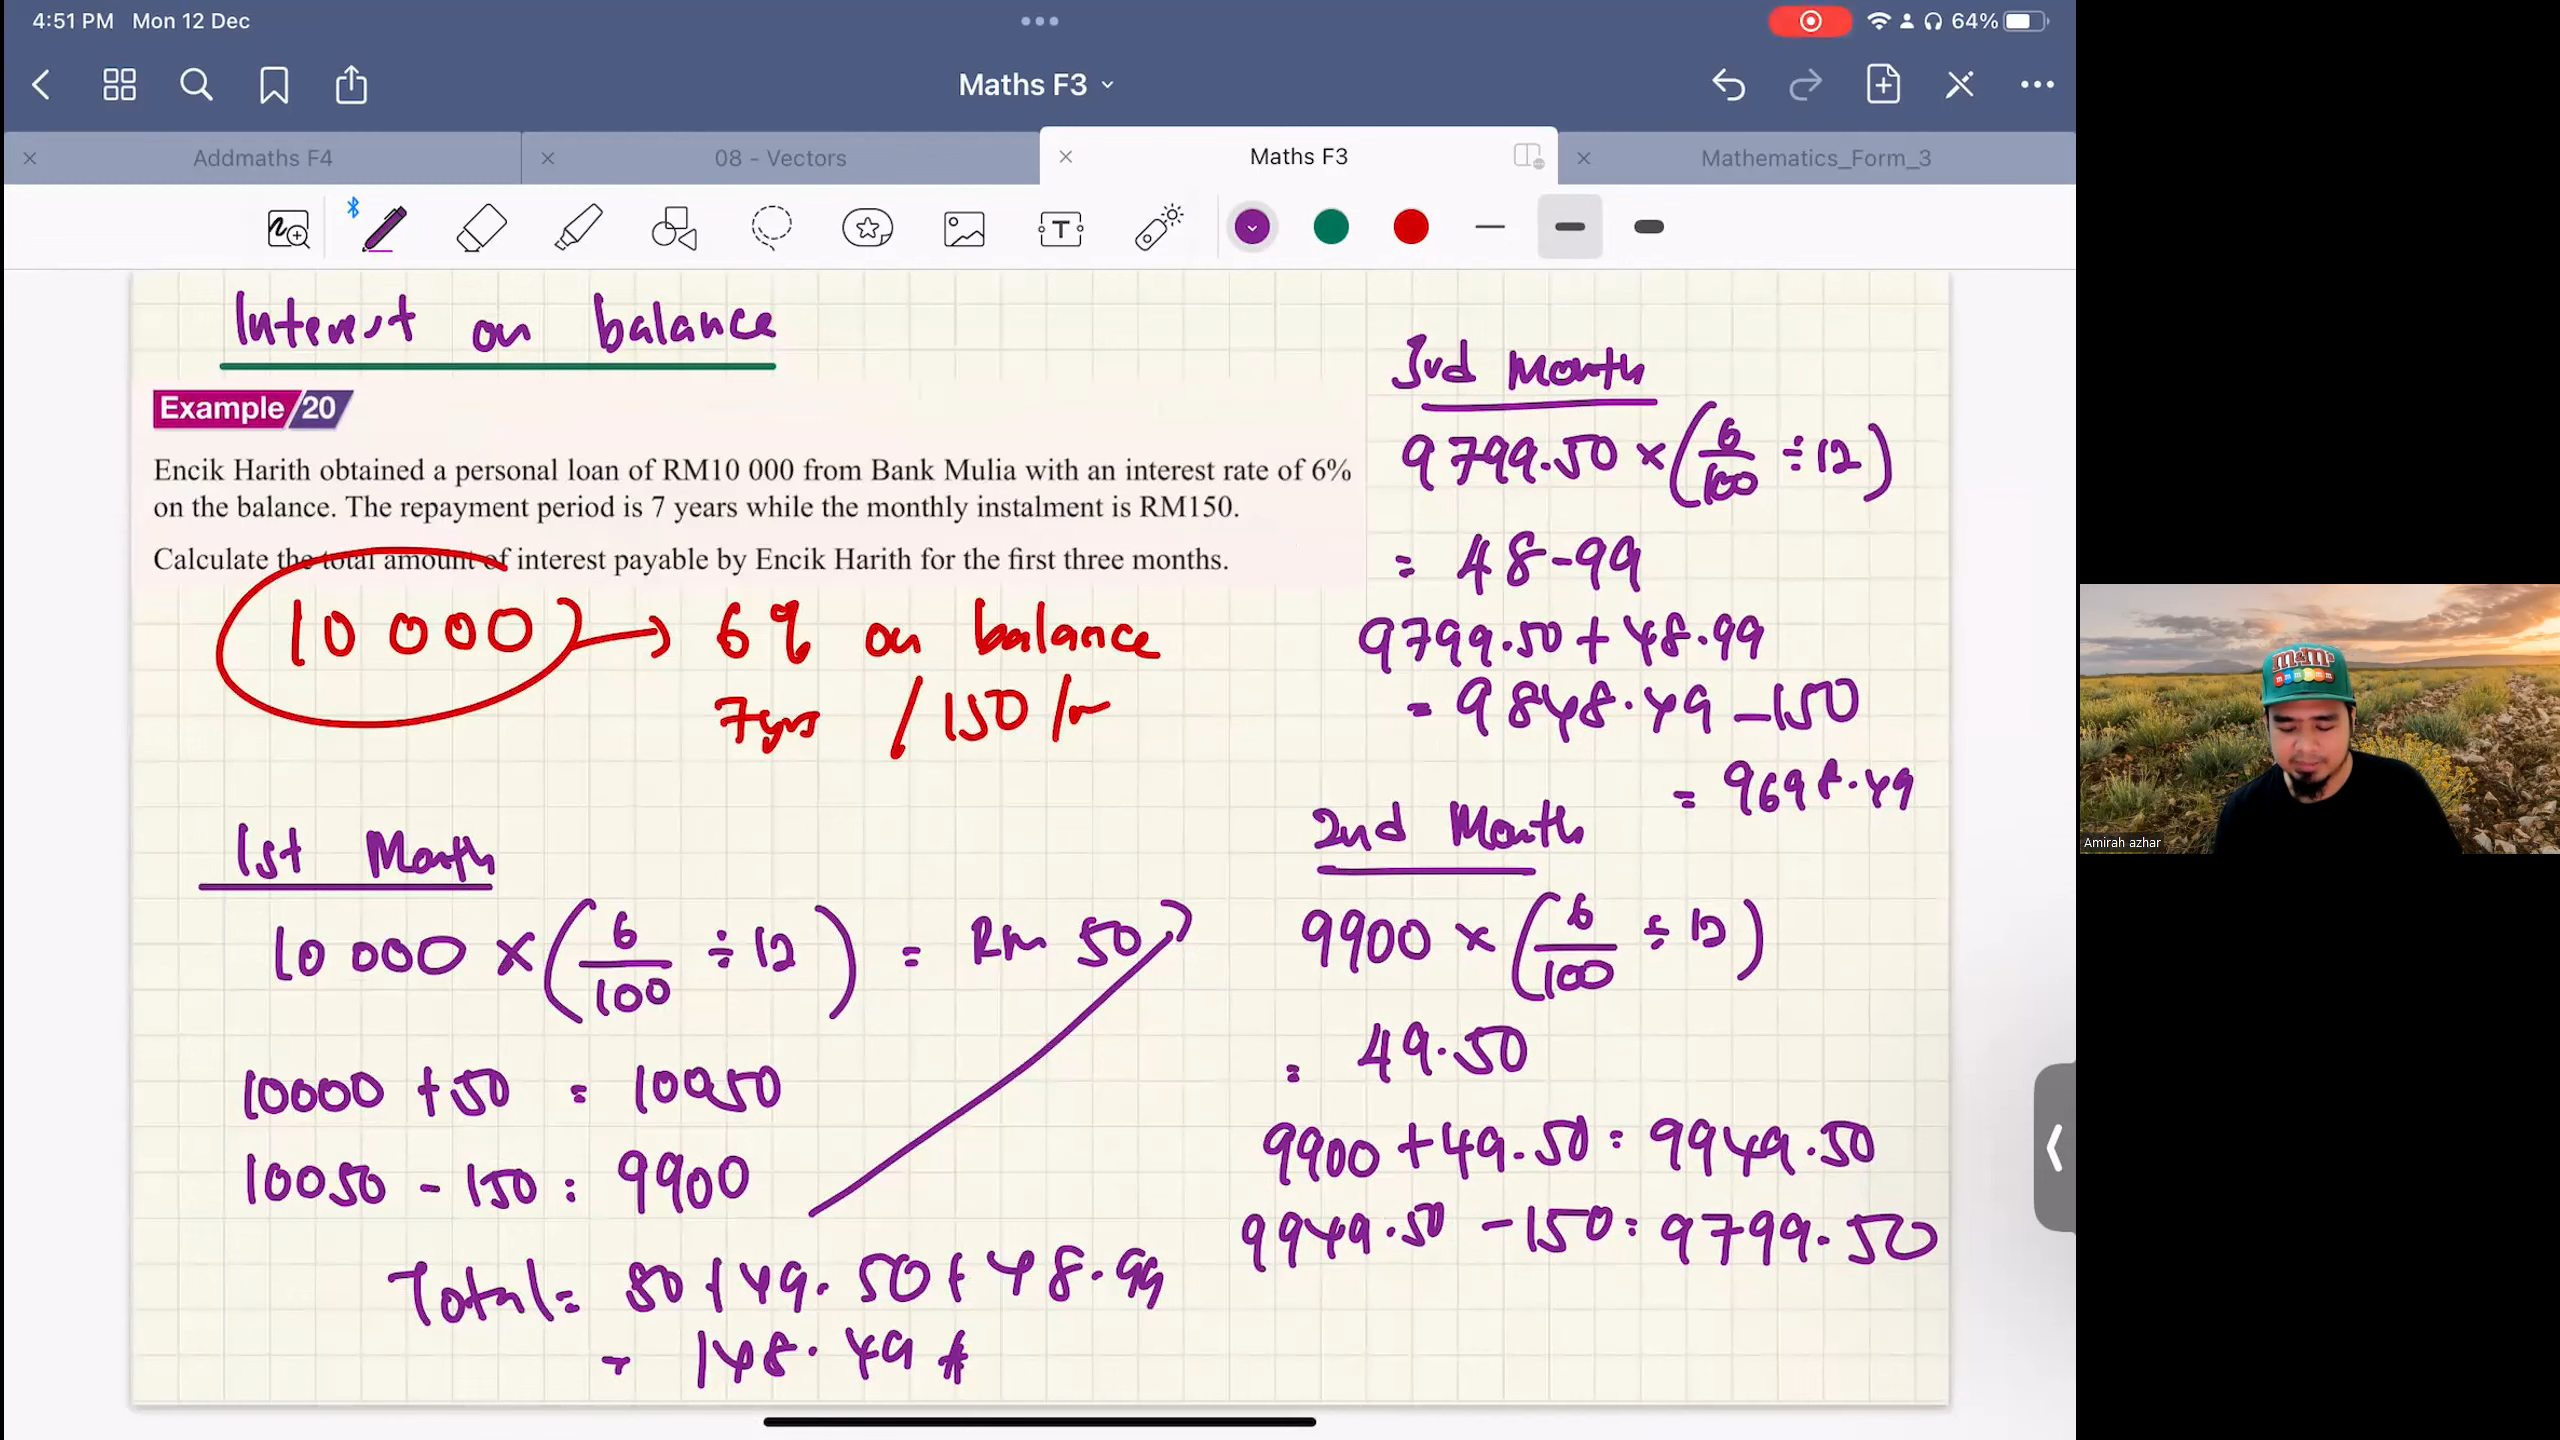 4:51 PM Mon 12 Dec
64%
Maths F3
Addmaths F4
08 - Vectors
Maths F3
Mathematics_Form_3
Interest on balance
Example 20
Encik Harith obtained a personal loan of RM10 000 from Bank Mulia with an interest rate of 6%
on the balance. The repayment period is 7 years while the monthly instalment is RM150.
Calculate the total amount of interest payable by Encik Harith for the first three months.
10 000 → 6% on balance
7yrs / 150 /m
1st Month
10 000 × (6/100 ÷ 12) = RM 50
10000 + 50 = 10050
10050 - 150 = 9900
Total = 50 + 49.50 + 48.99
= 148.49 #
3rd Month
9799.50 × (6/100 ÷ 12)
= 48-99
9799.50 + 48.99
= 9848.49 - 150
= 9698.49
2nd Month
9900 × (6/100 ÷ 12)
= 49.50
9900 + 49.50 = 9949.50
9949.50 - 150 = 9799.50
m&m's
Amirah azhar